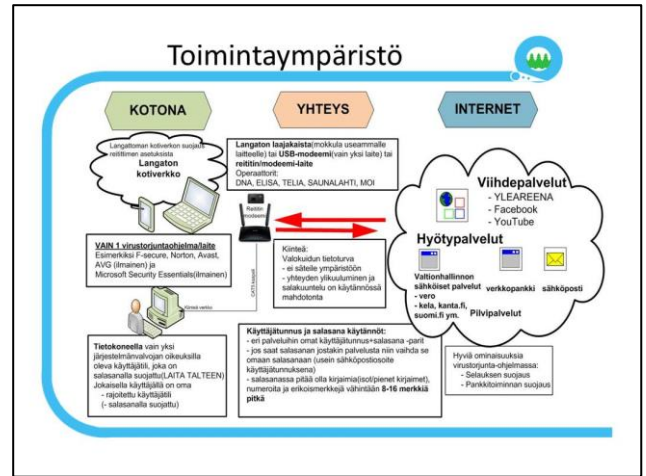 Toimintaympäristö
KOTONA
YHTEYS
INTERNET
Langattoman kotiverkon suojaus
reitittimen asetuksista
Langaton
kotiverkko
Langaton laajakaista(mokkula useammalle
laitteelle) tai USB-modeemi(vain yksi laite) tai
reititin/modeemi-laite
Operaattorit:
DNA, ELISA, TELIA, SAUNALAHTI, MOI
Reititin
modeemi
VAIN 1 virustorjuntaohjelma/laite
Esimerkiksi F-secure, Norton, Avast,
AVG (ilmainen) ja
Microsoft Security Essentials(ilmainen)
Kiinteä verkko
CAT5 kaapeli
Kiinteä:
Valokuidun tietoturva
- ei säteile ympäristöön
- yhteyden ylikuuluminen ja
salakuuntelu on käytännössä
mahdotonta
Viihdepalvelut
- YLEAREENA
- Facebook
- YouTube
Hyötypalvelut
Valtionhallinnon
sähköiset palvelut
- vero
- kela, kanta.fi,
suomi.fi ym.
verkkopankki
sähköposti
Pilvipalvelut
Tietokoneella vain yksi
järjestelmänvalvojan oikeuksilla
oleva käyttäjätili, joka on
salasanalla suojattu(LAITA TALTEEN)
Jokaisella käyttäjällä on oma
- rajoitettu käyttäjätili
(- salasanalla suojattu)
Käyttäjätunnus ja salasana käytännöt:
- eri palveluihin omat käyttäjätunnus+salasana -parit
- jos saat salasanan jostakin palvelusta niin vaihda se
omaan salasanaan (usein sähköpostiosoite
käyttäjätunnuksena)
- salasanassa pitää olla kirjaimia(isot/pienet kirjaimet),
numeroita ja erikoismerkkejä vähintään 8-16 merkkiä
pitkä
Hyviä ominaisuuksia
virustorjunta-ohjelmassa:
- Selauksen suojaus
- Pankkitoiminnan suojaus